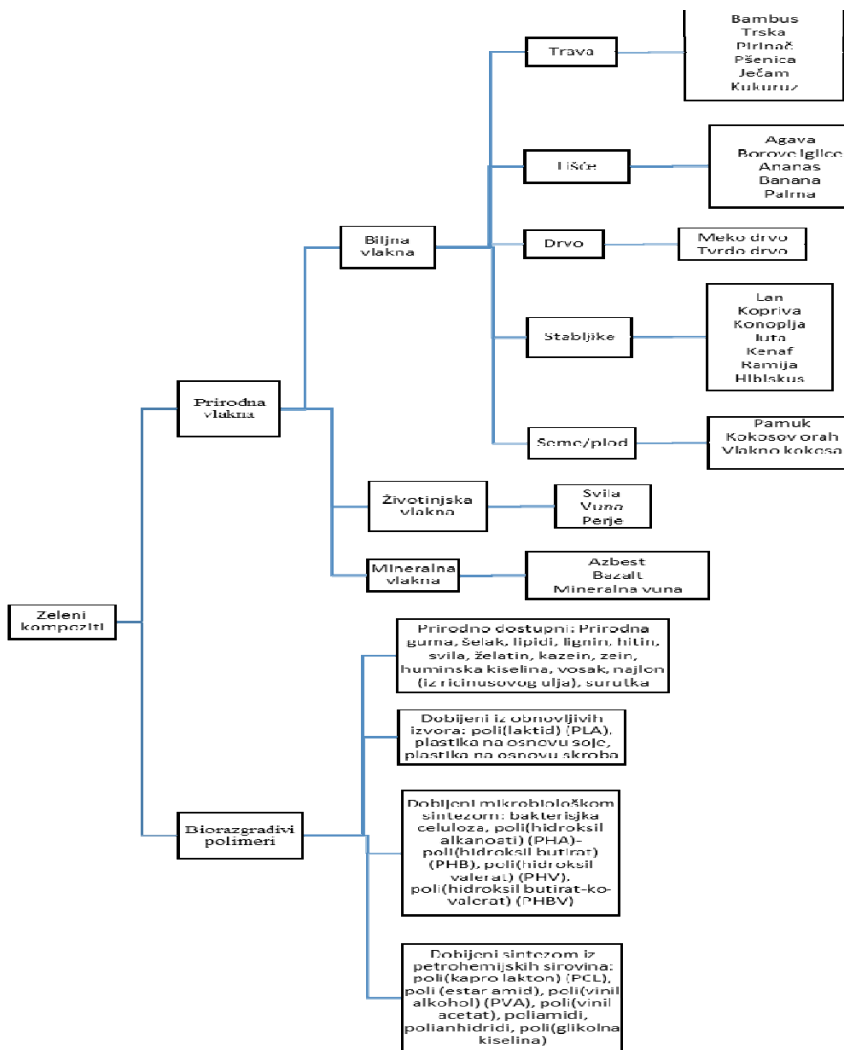 Bambus
Trska
Pirinač
Pšenica
Ječam
Kukuruz
Trava
Agava
Borove iglice
Ananas
Banana
Palma
Lišće
Biljna
vlakna
Drvo
Meko drvo
Tvrdo drvo
Stabljike
Lan
Kopriva
Konoplja
Juta
Kenaf
Ramija
Hibiskus
Prirodna
vlakna
Seme/plod
Pamuk
Kokosov orah
Vlakno kokosa
Životinjska
vlakna
Svila
Vuna
Perje
Mineralna
vlakna
Azbest
Bazalt
Mineralna vuna
Zeleni
kompoziti
Prirodno dostupni: Prirodna
guma, šelak, lipidi, lignin, hitin,
svila, želatin, kazein, zein,
huminska kiselina, vosak, najlon
(iz ricinusovog ulja), surutka
Dobijeni iz obnovljivih
izvora: poli(laktid) (PLA),
plastika na osnovu soje,
plastika na osnovu skroba
Biorazgradivi
polimeri
Dobijeni mikrobiološkom
sintezom: bakterisjka
celuloza, poli(hidroksil
alkanoati) (PHA)-
poli(hidroksil butirat)
(PHB), poli(hidroksil
valerat) (PHV),
poli(hidroksil butirat-ko-
valerat) (PHBV)
Dobijeni sintezom iz
petrohemijskih sirovina:
poli(kapro lakton) (PCL),
poli (estar amid), poli(vinil
alkohol) (PVA), poli(vinil
acetat), poliamidi,
polianhidridi, poli(glikolna
kiselina)